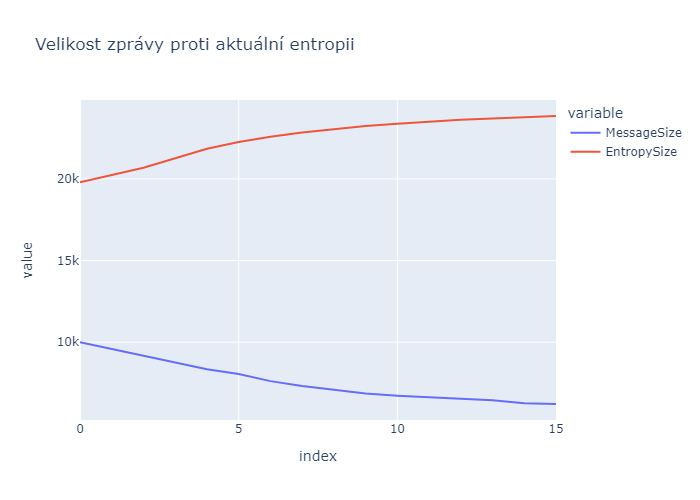 Velikost zprávy proti aktuální entropii
variable
MessageSize
EntropySize
20k
15k
10k
value
0
5
10
15
index